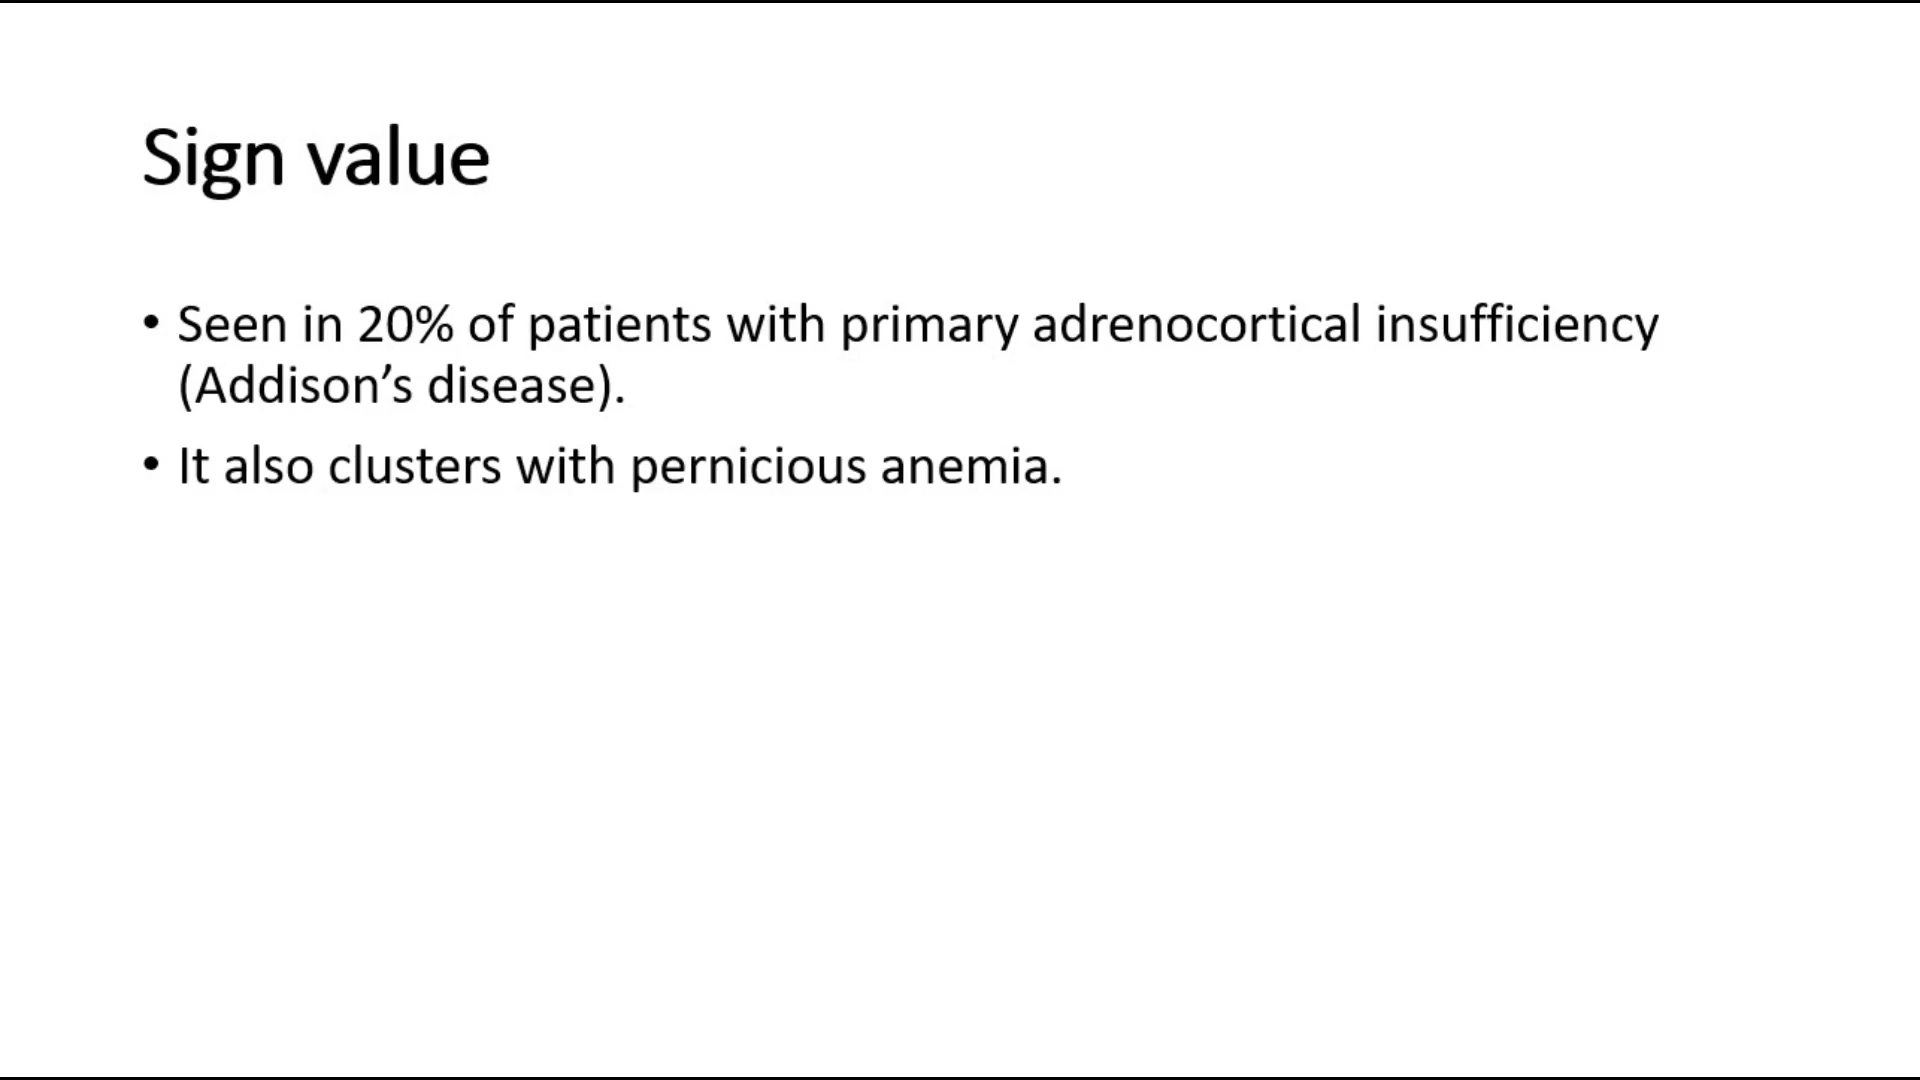 Sign value
• Seen in 20% of patients with primary adrenocortical insufficiency
(Addison’s disease).
• It also clusters with pernicious anemia.